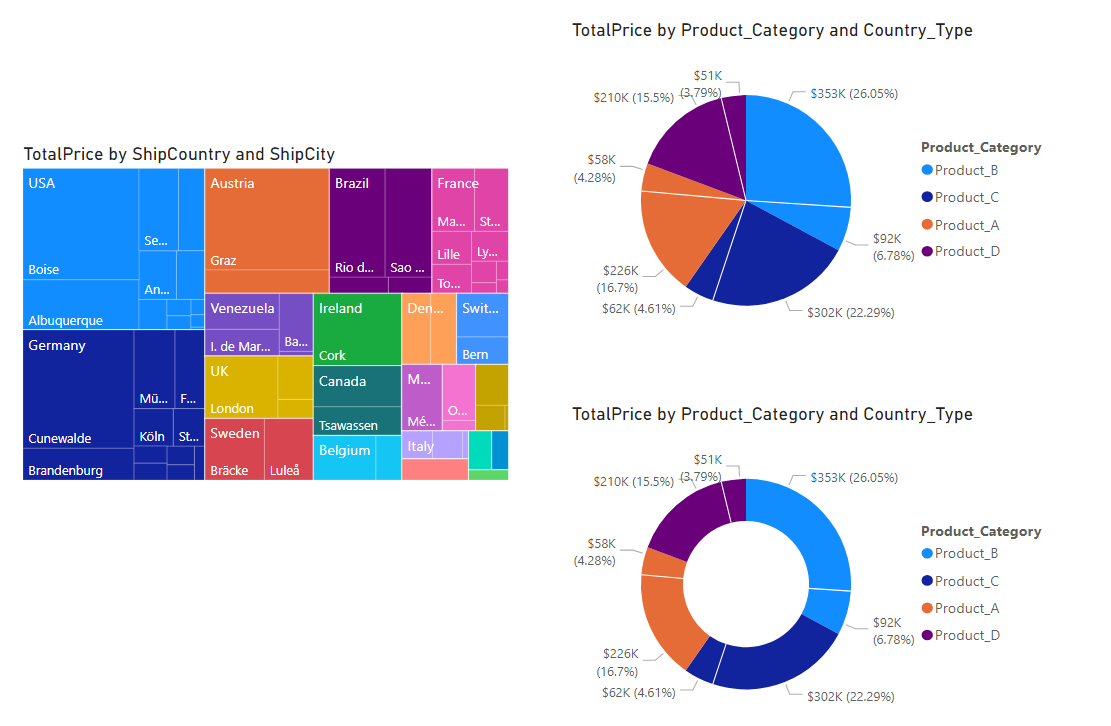 TotalPrice by ShipCountry and ShipCity
USA
Se...
Boise
An...
Albuquerque
Austria
Graz
Brazil
Rio d...
Sao ...
France
Ma...
St...
Lille
Ly...
To...
Germany
Mü...
F...
Cunewalde
Köln
St...
Brandenburg
Venezuela
I. de Mar...
Ba...
UK
London
Sweden
Bräcke
Luleå
Ireland
Cork
Canada
Tsawassen
Belgium
Den...
Swit...
Bern
M...
Mé...
O...
Italy
TotalPrice by Product_Category and Country_Type
$51K
(3.79%)
$353K (26.05%)
$210K (15.5%)
$58K
(4.28%)
$92K
(6.78%)
$226K
(16.7%)
$62K (4.61%)
$302K (22.29%)
Product_Category
Product_B
Product_C
Product_A
Product_D
TotalPrice by Product_Category and Country_Type
$51K
(3.79%)
$353K (26.05%)
$210K (15.5%)
$58K
(4.28%)
$92K
(6.78%)
$226K
(16.7%)
$62K (4.61%)
$302K (22.29%)
Product_Category
Product_B
Product_C
Product_A
Product_D